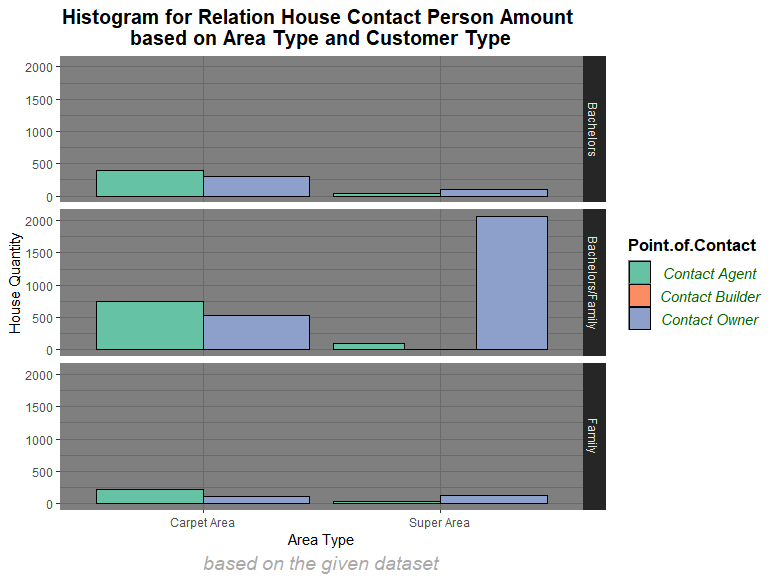 Histogram for Relation House Contact Person Amount
based on Area Type and Customer Type
2000
1500
1000
500
0
Bachelors
2000
1500
1000
500
0
Bachelors/Family
2000
1500
1000
500
0
Family
House Quantity
Carpet Area
Super Area
Area Type
based on the given dataset
Point.of.Contact
Contact Agent
Contact Builder
Contact Owner